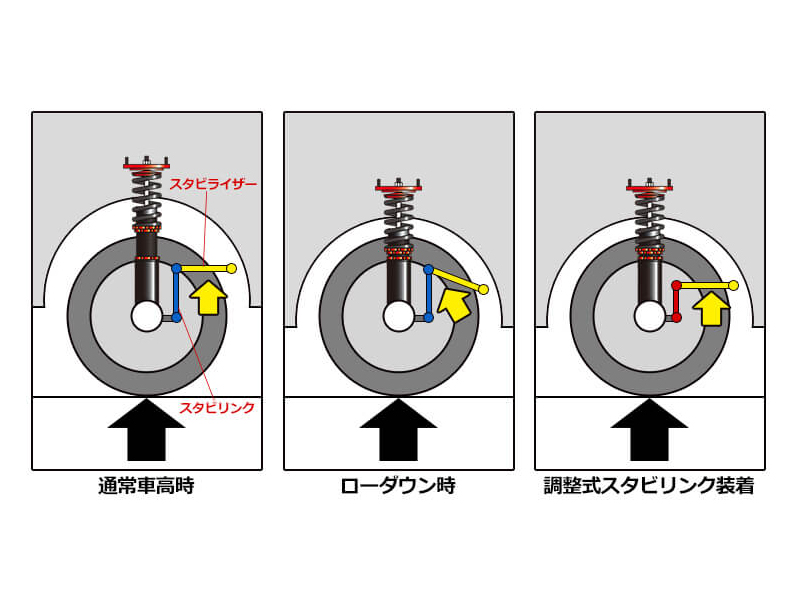 スタビライザー
スタビリンク
通常車高時
ローダウン時
調整式スタビリンク装着